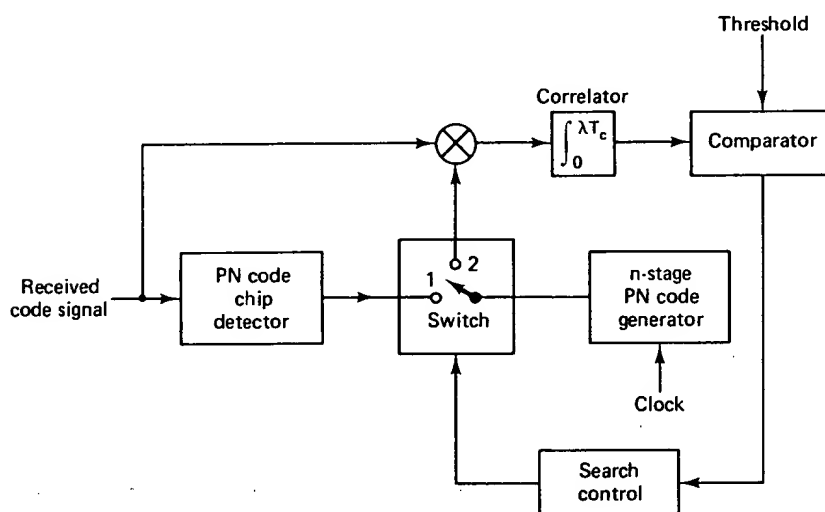 Threshold
Correlator
∫₀^λT_c
Comparator
Received
code signal
PN code
chip
detector
1
2
Switch
n-stage
PN code
generator
Clock
Search
control